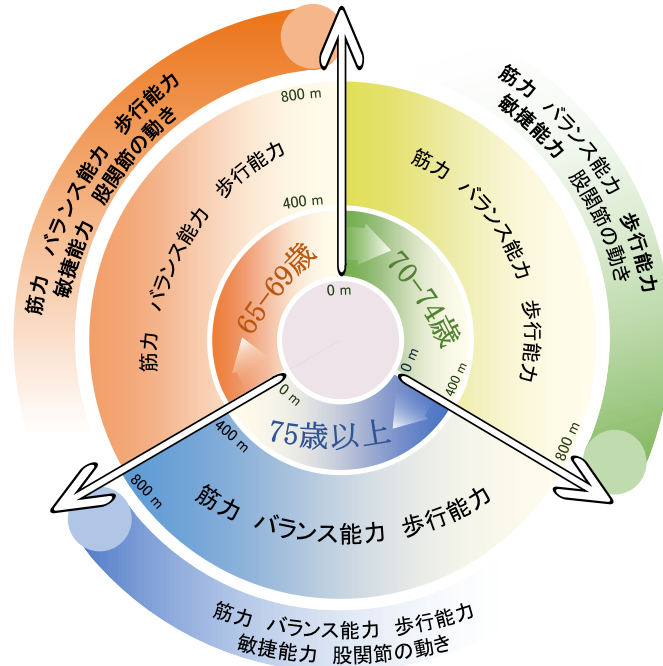 筋力 バランス能力 歩行能力
敏捷能力 股関節の動き
筋力 バランス能力 歩行能力
敏捷能力 股関節の動き
800 m
筋力 バランス能力 歩行能力
400 m
筋力 バランス能力 歩行能力
65-69歳
70-74歳
0 m
0 m
400 m
800 m
0 m
400 m
800 m
75歳以上
筋力 バランス能力 歩行能力
筋力 バランス能力 歩行能力
敏捷能力 股関節の動き